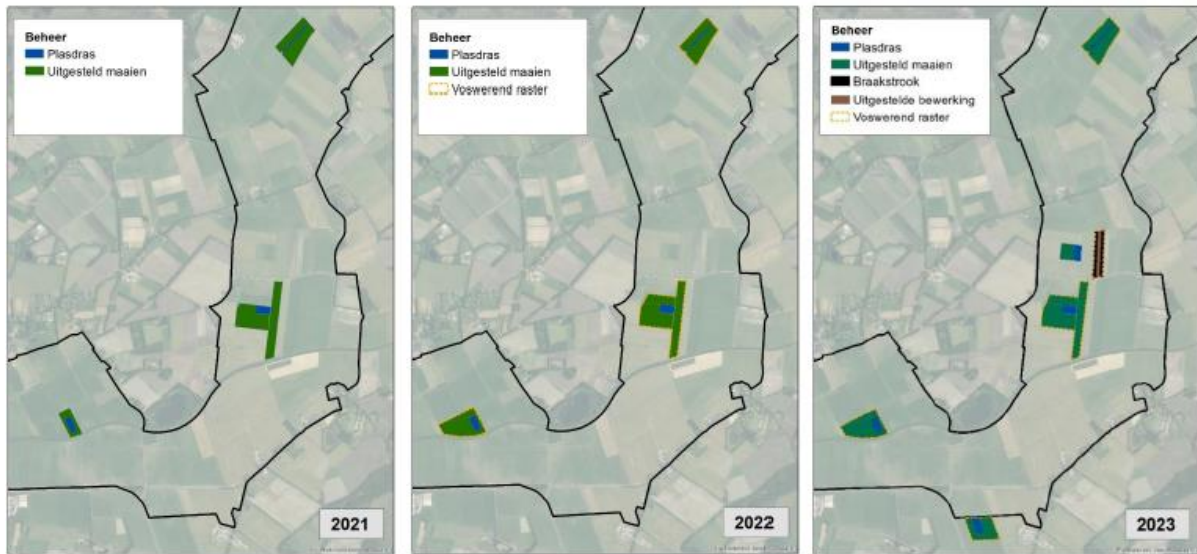 Beheer
Plasdras
Uitgesteld maaien
2021
Beheer
Plasdras
Uitgesteld maaien
Voswerend raster
2022
Beheer
Plasdras
Uitgesteld maaien
Braakstrook
Uitgestelde bewerking
Voswerend raster
2023